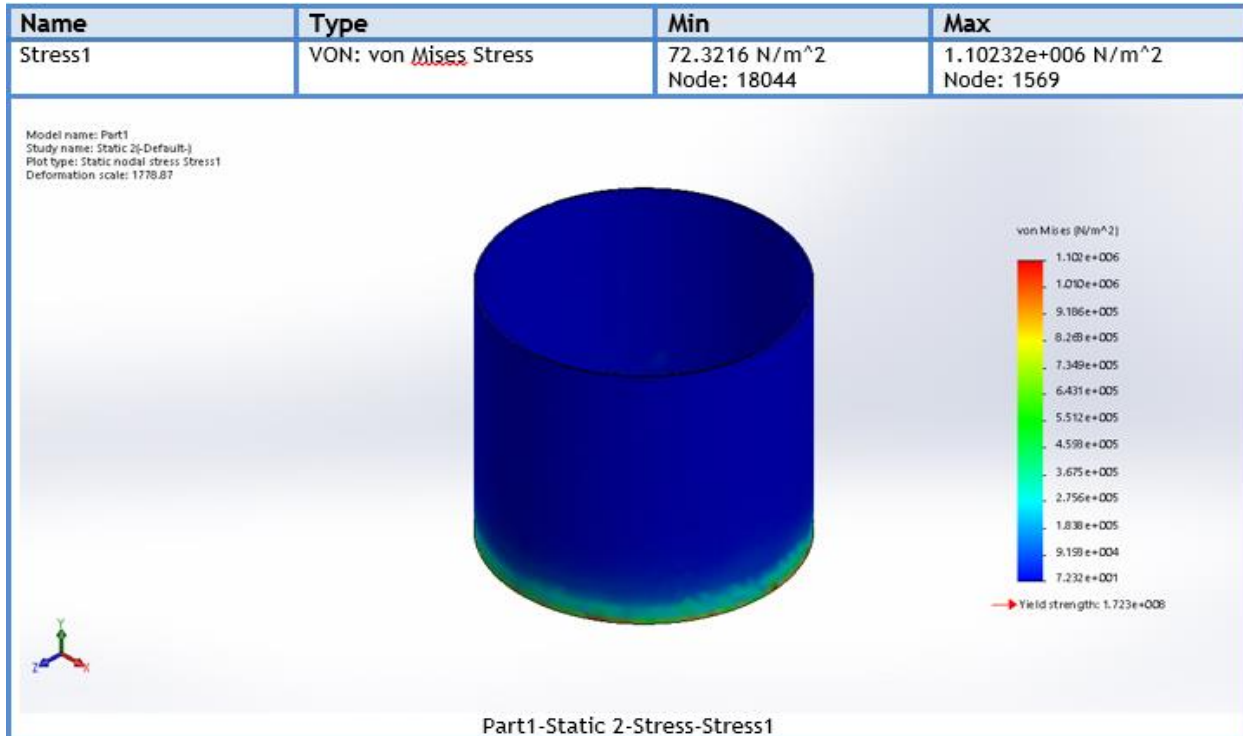 Name Type Min Max
Stress1 VON: von Mises Stress 72.3216 N/m^2 1.10232e+006 N/m^2
Node: 18044 Node: 1569
Model name: Part1
Study name: Static 2(-Default-)
Plot type: Static nodal stress Stress1
Deformation scale: 1778.87
von Mises (N/m^2)
1.102e+006
1.010e+006
9.186e+005
8.268e+005
7.349e+005
6.431e+005
5.512e+005
4.593e+005
3.675e+005
2.756e+005
1.838e+005
9.193e+004
7.232e+001
Yield strength: 1.723e+008
Y
Z
X
Part1-Static 2-Stress-Stress1